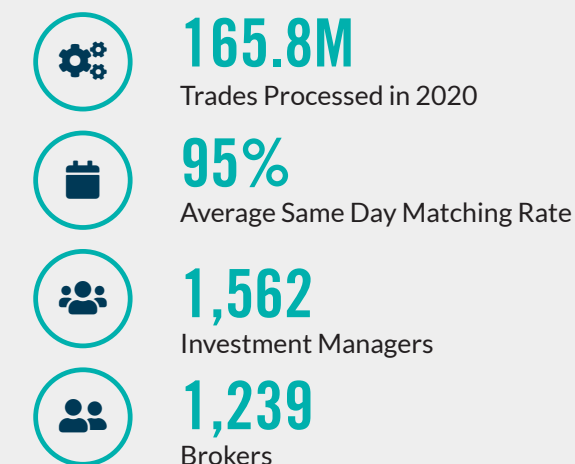 165.8M
Trades Processed in 2020
95%
Average Same Day Matching Rate
1,562
Investment Managers
1,239
Brokers